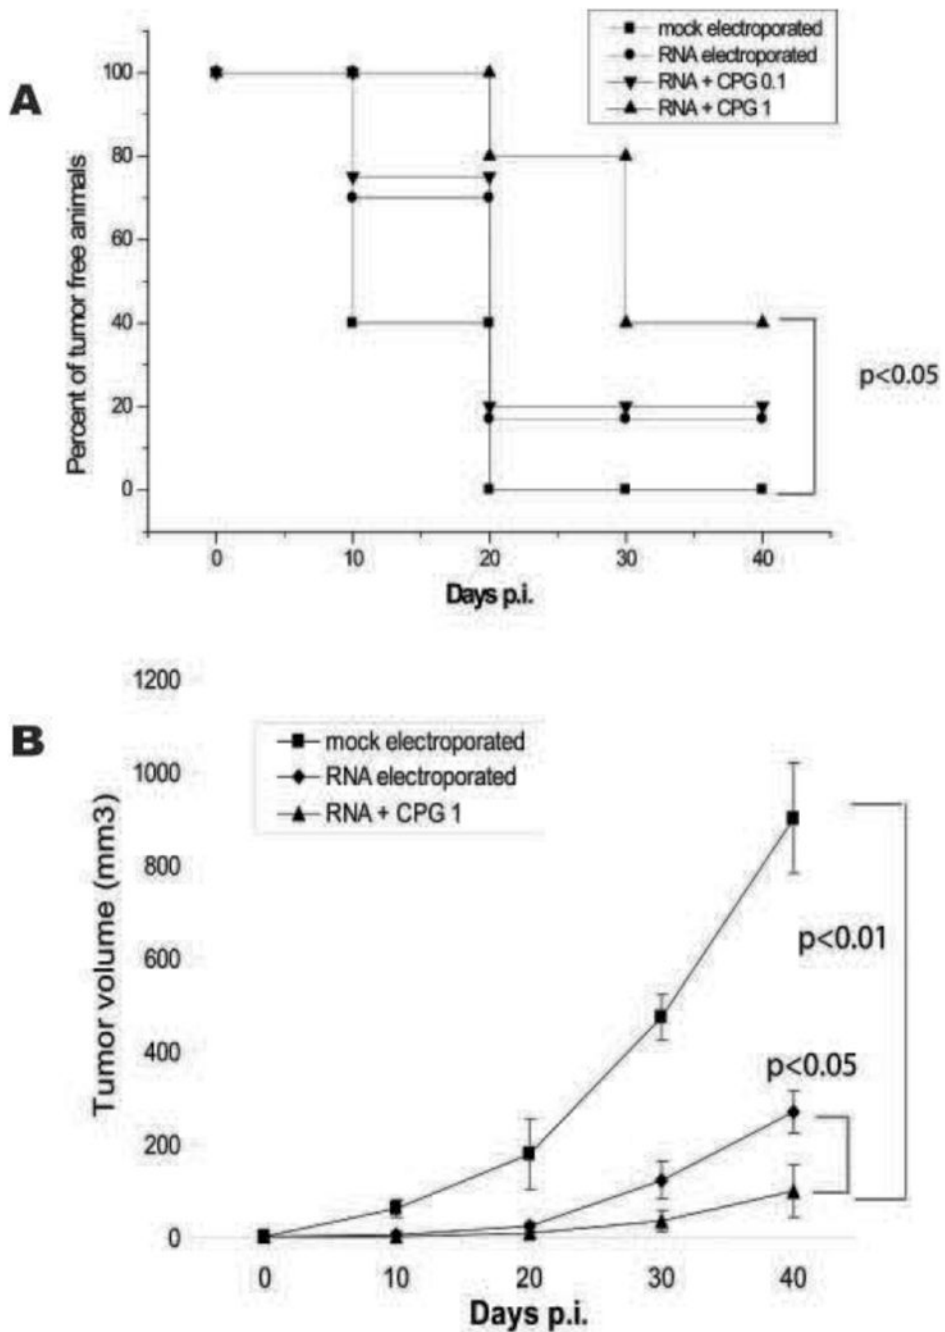 A
mock electroporated
RNA electroporated
RNA + CPG 0.1
RNA + CPG 1
Percent of tumor free animals
100
80
60
40
20
0
p<0.05
0 10 20 30 40
Days p.i.
B
mock electroporated
RNA electroporated
RNA + CPG 1
Tumor volume (mm3)
1200
1000
800
600
400
200
0
p<0.01
p<0.05
0 10 20 30 40
Days p.i.